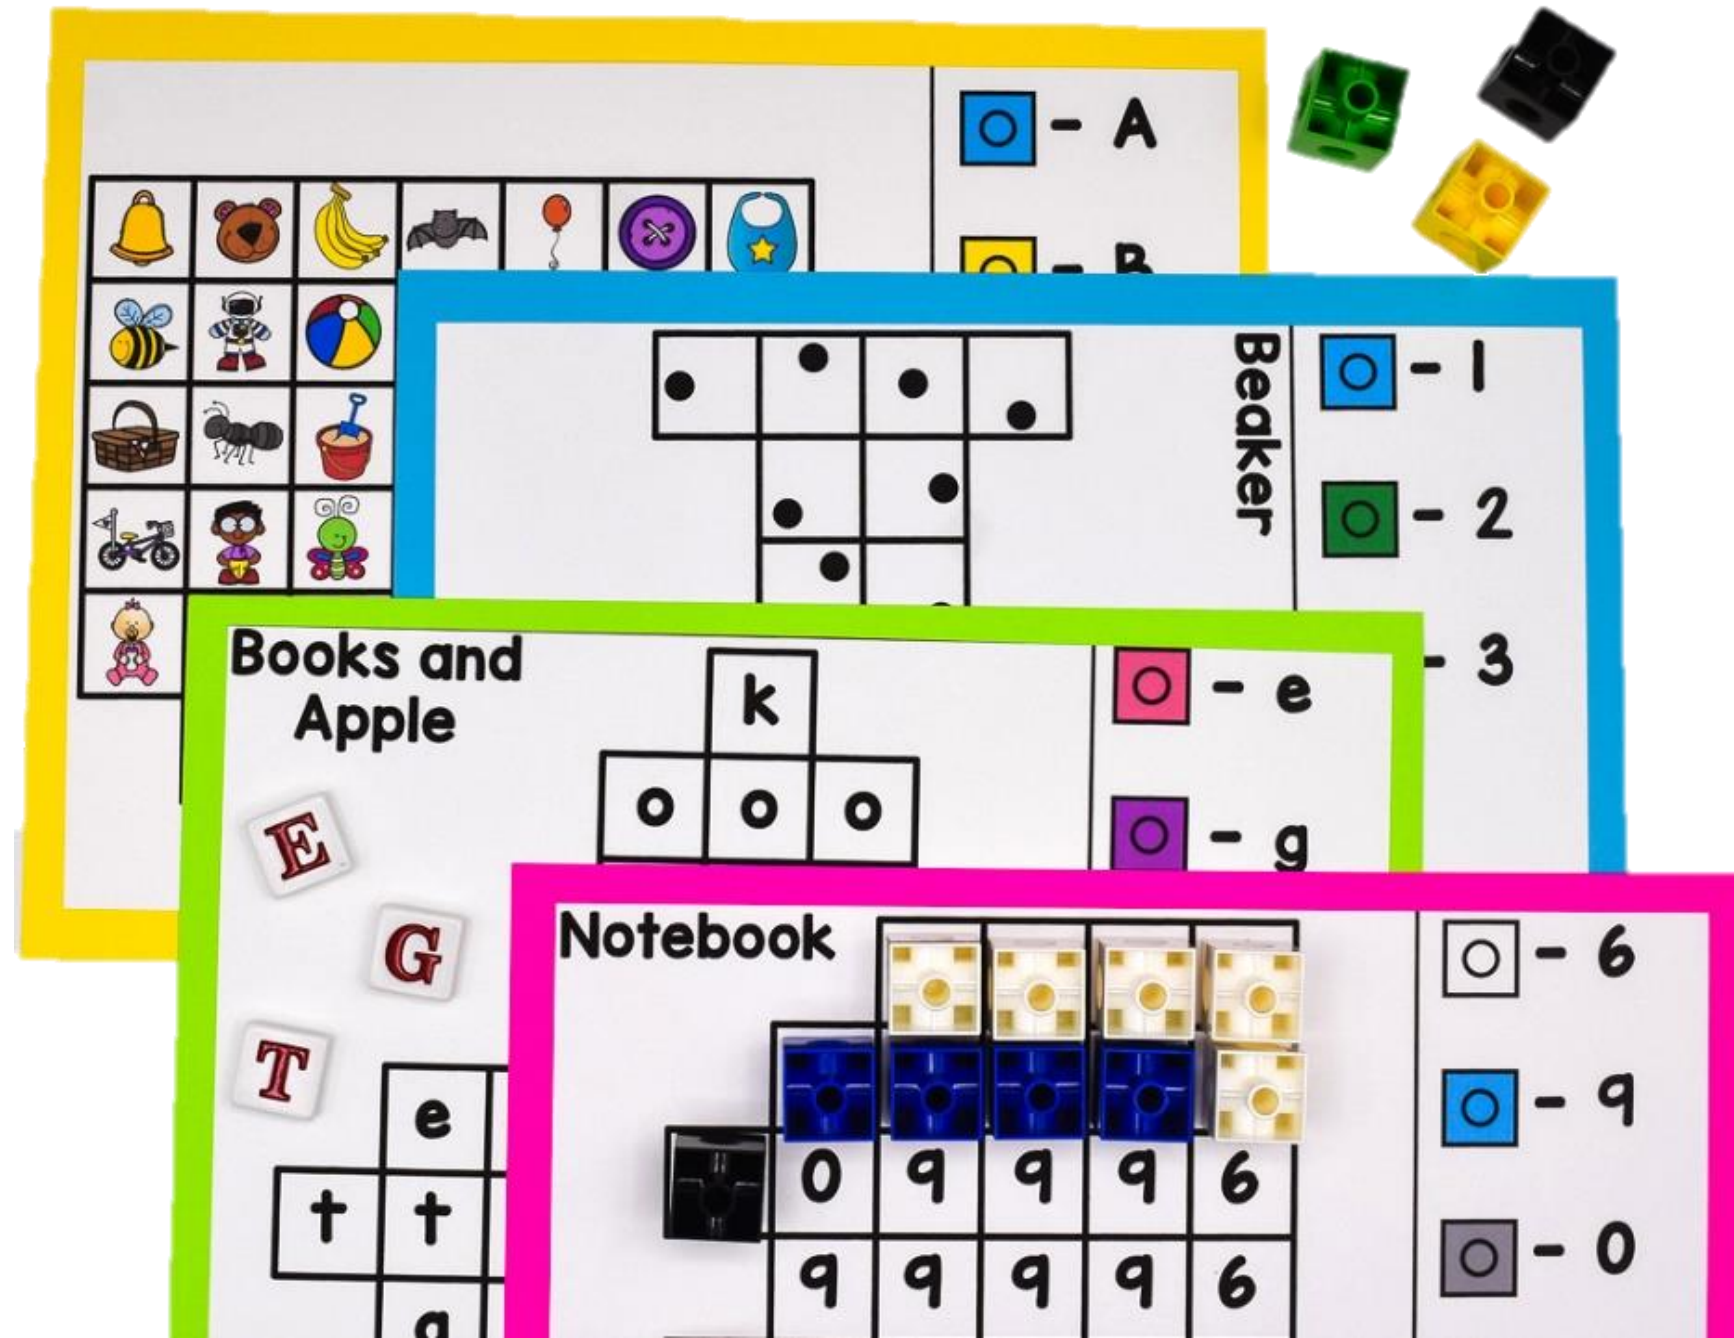 - A
- B
Beaker
- 1
- 2
- 3
Books and
Apple
k
o o o
- e
- g
E
G
T
e
t t
Notebook
0 9 9 9 6
9 9 9 9 6
- 6
- 9
- 0